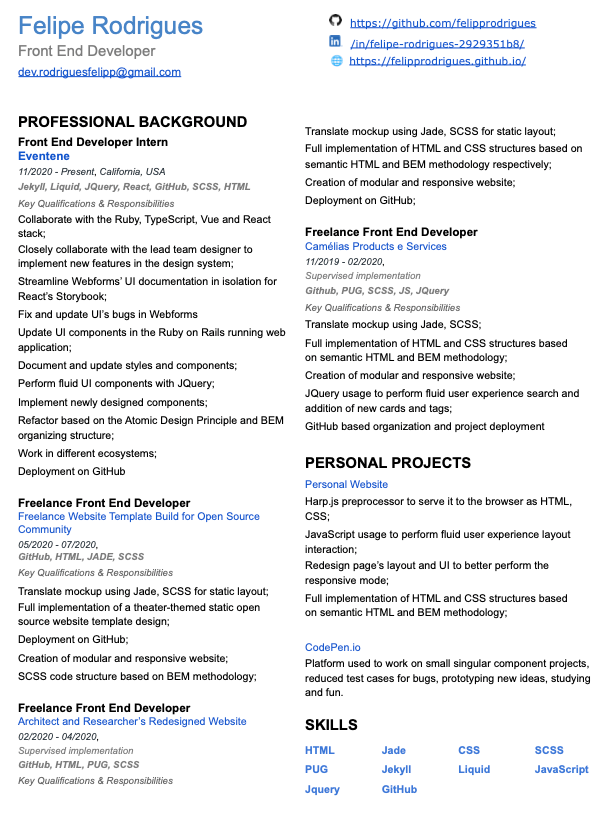 Felipe Rodrigues
Front End Developer
dev.rodriguesfelipp@gmail.com
https://github.com/felipprodrigues
/in/felipe-rodrigues-2929351b8/
https://felipprodrigues.github.io/
PROFESSIONAL BACKGROUND
Front End Developer Intern
Eventene
11/2020 - Present, California, USA
Jekyll, Liquid, JQuery, React, GitHub, SCSS, HTML
Key Qualifications & Responsibilities
Collaborate with the Ruby, TypeScript, Vue and React
stack;
Closely collaborate with the lead team designer to
implement new features in the design system;
Streamline Webforms' UI documentation in isolation for
React's Storybook;
Fix and update UI's bugs in Webforms
Update UI components in the Ruby on Rails running web
application;
Document and update styles and components;
Perform fluid UI components with JQuery;
Implement newly designed components;
Refactor based on the Atomic Design Principle and BEM
organizing structure;
Work in different ecosystems;
Deployment on GitHub
Freelance Front End Developer
Freelance Website Template Build for Open Source
Community
05/2020 - 07/2020,
GitHub, HTML, JADE, SCSS
Key Qualifications & Responsibilities
Translate mockup using Jade, SCSS for static layout;
Full implementation of a theater-themed static open
source website template design;
Deployment on GitHub;
Creation of modular and responsive website;
SCSS code structure based on BEM methodology;
Freelance Front End Developer
Architect and Researcher's Redesigned Website
02/2020 - 04/2020,
Supervised implementation
GitHub, HTML, PUG, SCSS
Key Qualifications & Responsibilities
Translate mockup using Jade, SCSS for static layout;
Full implementation of HTML and CSS structures based on
semantic HTML and BEM methodology respectively;
Creation of modular and responsive website;
Deployment on GitHub;
Freelance Front End Developer
Camélias Products e Services
11/2019 - 02/2020,
Supervised implementation
Github, PUG, SCSS, JS, JQuery
Key Qualifications & Responsibilities
Translate mockup using Jade, SCSS;
Full implementation of HTML and CSS structures based
on semantic HTML and BEM methodology;
Creation of modular and responsive website;
JQuery usage to perform fluid user experience search and
addition of new cards and tags;
GitHub based organization and project deployment
PERSONAL PROJECTS
Personal Website
Harp.js preprocessor to serve it to the browser as HTML,
CSS;
JavaScript usage to perform fluid user experience layout
interaction;
Redesign page's layout and UI to better perform the
responsive mode;
Full implementation of HTML and CSS structures based
on semantic HTML and BEM methodology;
CodePen.io
Platform used to work on small singular component projects,
reduced test cases for bugs, prototyping new ideas, studying
and fun.
SKILLS
HTML Jade CSS SCSS
PUG Jekyll Liquid JavaScript
Jquery GitHub